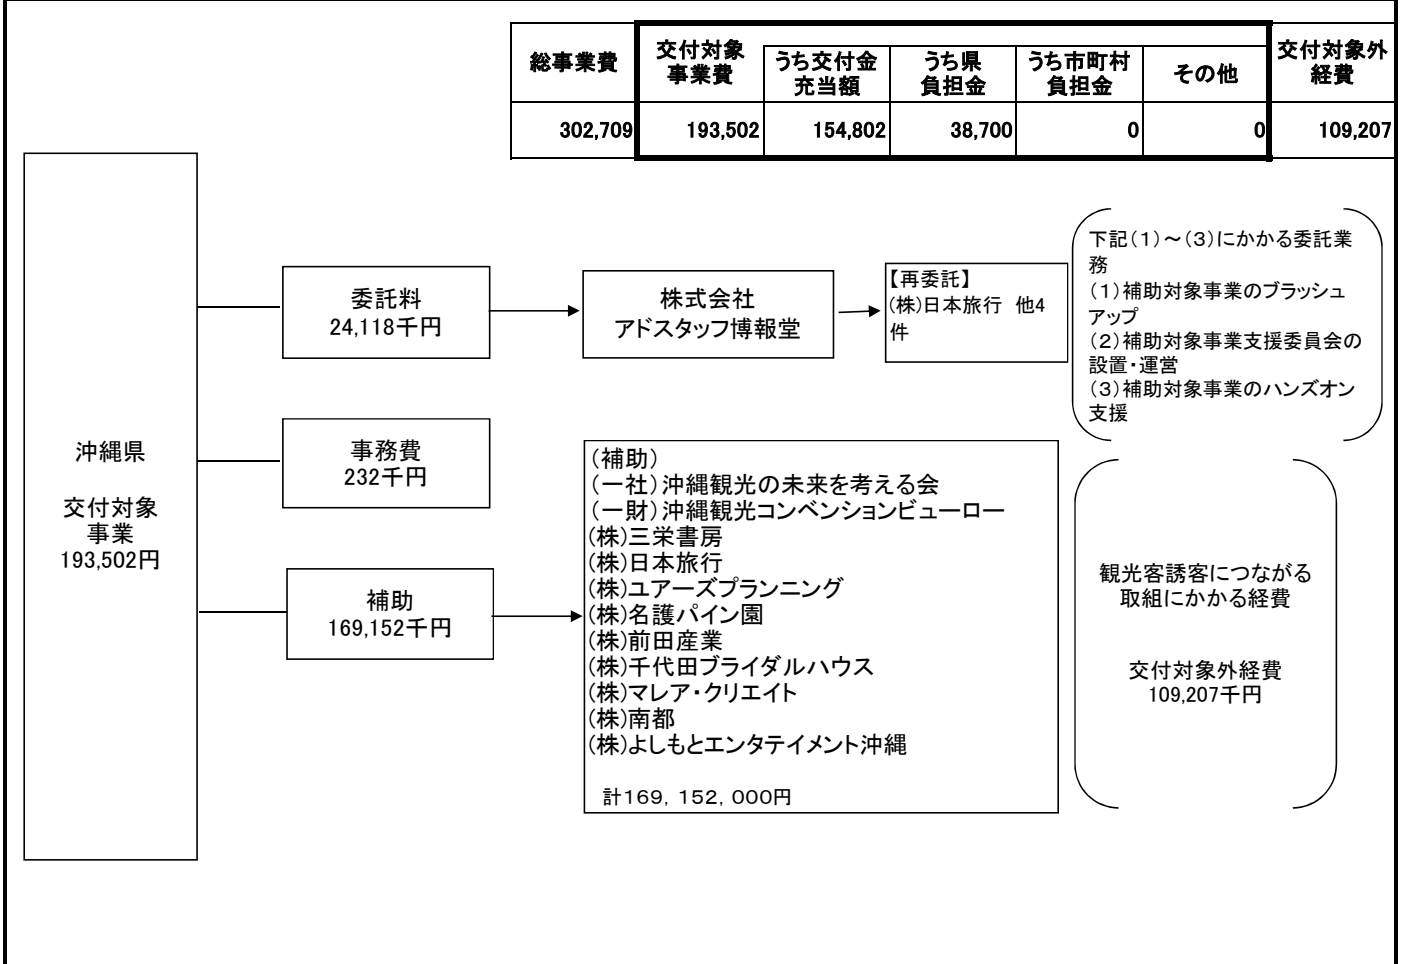 総事業費
交付対象
事業費
うち交付金
充当額
うち県
負担金
うち市町村
負担金
その他
交付対象外
経費
302,709
193,502
154,802
38,700
0
0
109,207
沖縄県
交付対象
事業
193,502円
委託料
24,118千円
株式会社
アドスタッフ博報堂
【再委託】
(株)日本旅行 他4
件
下記(1)~(3)にかかる委託業
務
(1)補助対象事業のブラッシュ
アップ
(2)補助対象事業支援委員会の
設置・運営
(3)補助対象事業のハンズオン
支援
事務費
232千円
補助
169,152千円
(補助)
(一社)沖縄観光の未来を考える会
(一財)沖縄観光コンベンションビューロー
(株)三栄書房
(株)日本旅行
(株)ユアーズプランニング
(株)名護パイン園
(株)前田産業
(株)千代田ブライダルハウス
(株)マレア・クリエイト
(株)南都
(株)よしもとエンタテイメント沖縄
計169,152,000円
観光客誘客につながる
取組にかかる経費
交付対象外経費
109,207千円